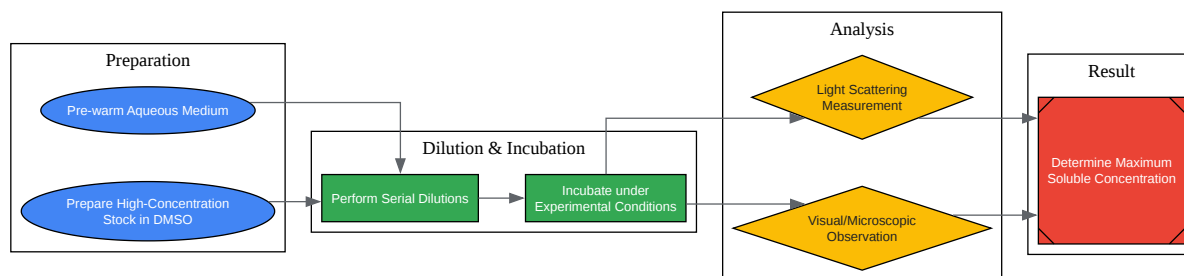 Preparation
Pre-warm Aqueous Medium
Prepare High-Concentration
Stock in DMSO
Dilution & Incubation
Perform Serial Dilutions
Incubate under
Experimental Conditions
Analysis
Light Scattering
Measurement
Visual/Microscopic
Observation
Result
Determine Maximum
Soluble Concentration